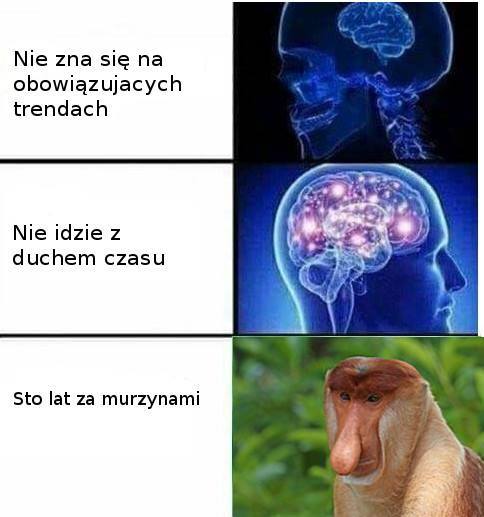 Nie zna się na
obowiązujacych
trendach
Nie idzie z
duchem czasu
Sto lat za murzynami